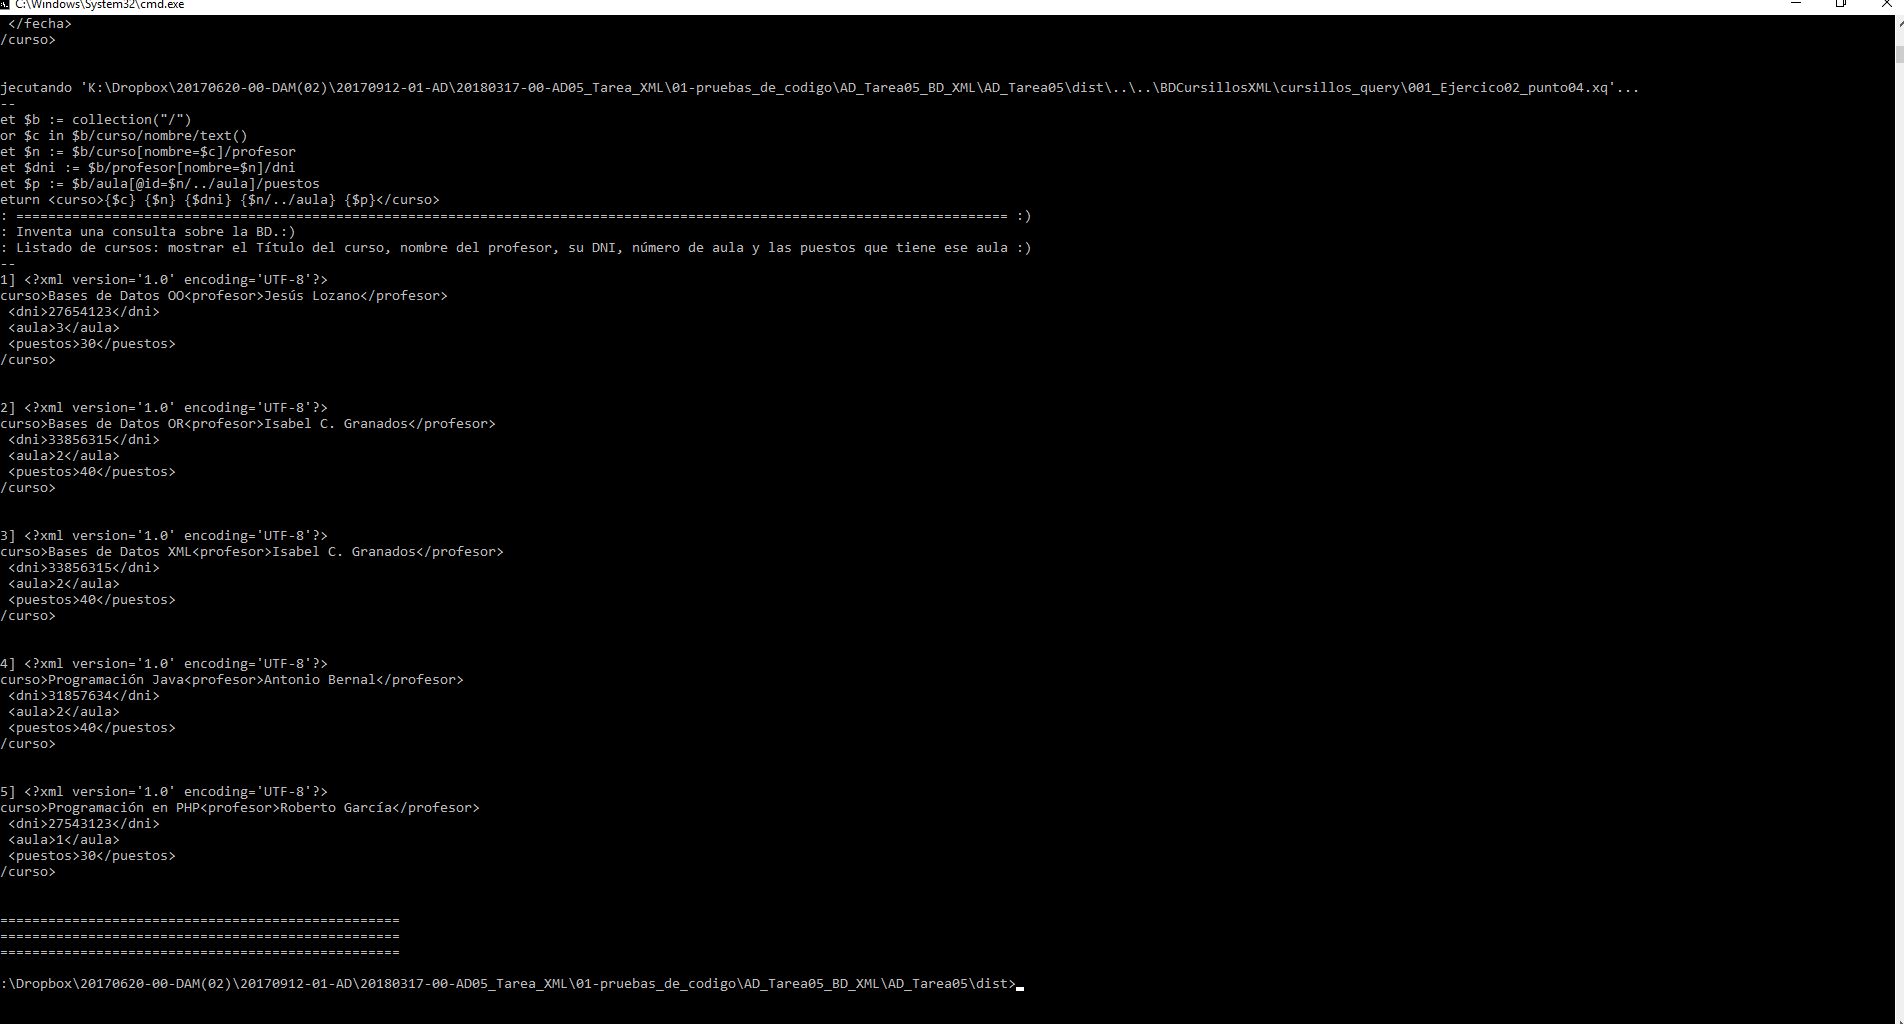 C:\Windows\System32\cmd.exe
</fecha>
/curso>
jecutando 'K:\Dropbox\20170620-00-DAM(02)\20170912-01-AD\20180317-00-AD05_Tarea_XML\01-pruebas_de_codigo\AD_Tarea05_BD_XML\AD_Tarea05\dist\..\..\BDCursillosXML\cursillos_query\001_Ejercico02_punto04.xq'...
--
et $b := collection("/")
or $c in $b/curso/nombre/text()
et $n := $b/curso[nombre=$c]/profesor
et $dni := $b/profesor[nombre=$n]/dni
et $p := $b/aula[@id=$n/../aula]/puestos
eturn <curso>{$c} {$n} {$dni} {$n/../aula} {$p}</curso>
: ============================================================================================================================ :)
: Inventa una consulta sobre la BD.:)
: Listado de cursos: mostrar el Título del curso, nombre del profesor, su DNI, número de aula y las puestos que tiene ese aula :)
--
1] <?xml version='1.0' encoding='UTF-8'?>
curso>Bases de Datos OO<profesor>Jesús Lozano</profesor>
<dni>27654123</dni>
<aula>3</aula>
<puestos>30</puestos>
/curso>
2] <?xml version='1.0' encoding='UTF-8'?>
curso>Bases de Datos OR<profesor>Isabel C. Granados</profesor>
<dni>33856315</dni>
<aula>2</aula>
<puestos>40</puestos>
/curso>
3] <?xml version='1.0' encoding='UTF-8'?>
curso>Bases de Datos XML<profesor>Isabel C. Granados</profesor>
<dni>33856315</dni>
<aula>2</aula>
<puestos>40</puestos>
/curso>
4] <?xml version='1.0' encoding='UTF-8'?>
curso>Programación Java<profesor>Antonio Bernal</profesor>
<dni>31857634</dni>
<aula>2</aula>
<puestos>40</puestos>
/curso>
5] <?xml version='1.0' encoding='UTF-8'?>
curso>Programación en PHP<profesor>Roberto García</profesor>
<dni>27543123</dni>
<aula>1</aula>
<puestos>30</puestos>
/curso>
==================================================
==================================================
==================================================
:\Dropbox\20170620-00-DAM(02)\20170912-01-AD\20180317-00-AD05_Tarea_XML\01-pruebas_de_codigo\AD_Tarea05_BD_XML\AD_Tarea05\dist>